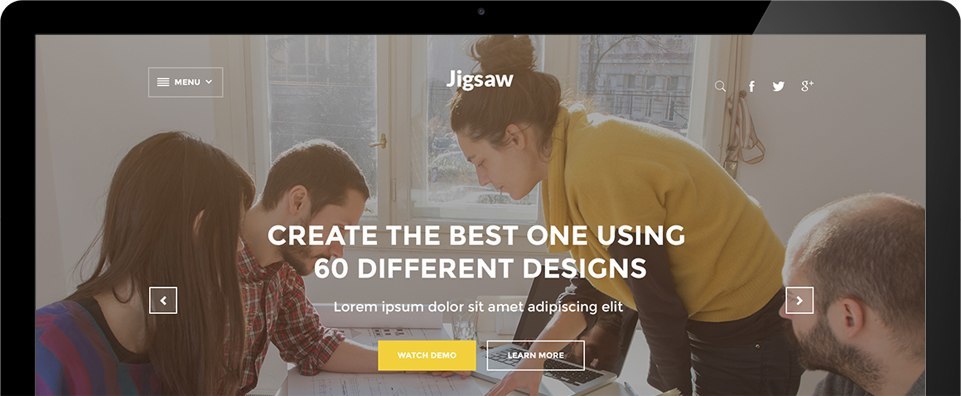 MENU
Jigsaw
CREATE THE BEST ONE USING
60 DIFFERENT DESIGNS
Lorem ipsum dolor sit amet adipiscing elit
WATCH DEMO
LEARN MORE